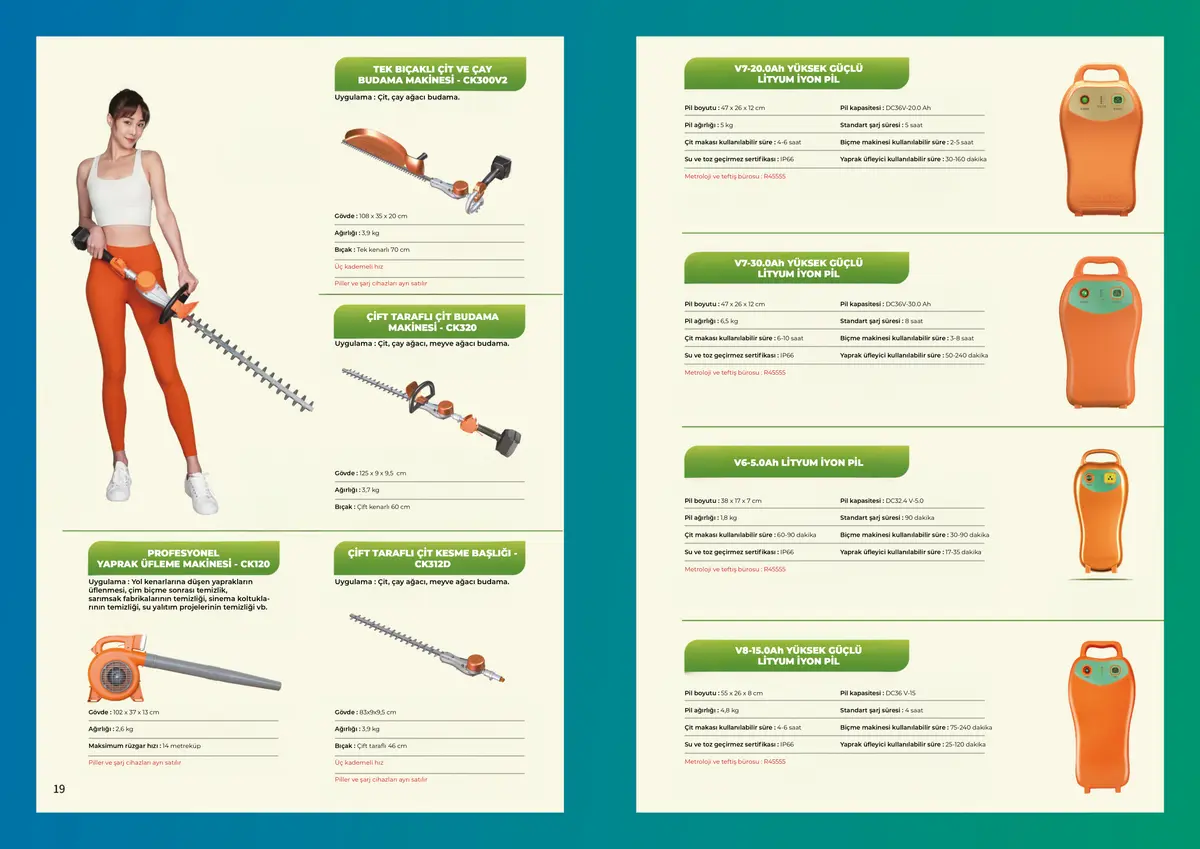 TEK BIÇAKLI ÇİT VE ÇAY
BUDAMA MAKİNESİ - CK300V2
Uygulama : Çit, çay ağacı budama.
Gövde : 108 x 35 x 20 cm
Ağırlığı : 3,9 kg
Bıçak : Tek kenarlı 70 cm
Üç kademeli hız
Piller ve şarj cihazları ayrı satılır
ÇİFT TARAFLI ÇİT BUDAMA
MAKİNESİ - CK320
Uygulama : Çit, çay ağacı, meyve ağacı budama.
Gövde : 125 x 9 x 9,5 cm
Ağırlığı : 3,7 kg
Bıçak : Çift kenarlı 60 cm
PROFESYONEL
YAPRAK ÜFLEME MAKİNESİ - CK120
Uygulama : Yol kenarlarına düşen yaprakların
üflenmesi, çim biçme sonrası temizlik,
sarımsak fabrikalarının temizliği, sinema koltukla-
rının temizliği, su yalıtım projelerinin temizliği vb.
Gövde : 102 x 37 x 13 cm
Ağırlığı : 2,6 kg
Maksimum rüzgar hızı : 14 metreküp
Piller ve şarj cihazları ayrı satılır
ÇİFT TARAFLI ÇİT KESME BAŞLIĞI -
CK312D
Uygulama : Çit, çay ağacı, meyve ağacı budama.
Gövde : 83x9x9,5 cm
Ağırlığı : 3,9 kg
Bıçak : Çift taraflı 46 cm
Üç kademeli hız
Piller ve şarj cihazları ayrı satılır
19
V7-20.0Ah YÜKSEK GÜÇLÜ
LİTYUM İYON PİL
Pil boyutu : 47 x 26 x 12 cm Pil kapasitesi : DC36V-20.0 Ah
Pil ağırlığı : 5 kg Standart şarj süresi : 5 saat
Çit makası kullanılabilir süre : 4-6 saat Biçme makinesi kullanılabilir süre : 2-5 saat
Su ve toz geçirmez sertifikası : IP66 Yaprak üfleyici kullanılabilir süre : 30-160 dakika
Metroloji ve teftiş bürosu : R45555
V7-30.0Ah YÜKSEK GÜÇLÜ
LİTYUM İYON PİL
Pil boyutu : 47 x 26 x 12 cm Pil kapasitesi : DC36V-30.0 Ah
Pil ağırlığı : 6,5 kg Standart şarj süresi : 8 saat
Çit makası kullanılabilir süre : 6-10 saat Biçme makinesi kullanılabilir süre : 3-8 saat
Su ve toz geçirmez sertifikası : IP66 Yaprak üfleyici kullanılabilir süre : 50-240 dakika
Metroloji ve teftiş bürosu : R45555
V6-5.0Ah LİTYUM İYON PİL
Pil boyutu : 38 x 17 x 7 cm Pil kapasitesi : DC32.4 V-5.0
Pil ağırlığı : 1,8 kg Standart şarj süresi : 90 dakika
Çit makası kullanılabilir süre : 60-90 dakika Biçme makinesi kullanılabilir süre : 30-90 dakika
Su ve toz geçirmez sertifikası : IP66 Yaprak üfleyici kullanılabilir süre : 17-35 dakika
Metroloji ve teftiş bürosu : R45555
V8-15.0Ah YÜKSEK GÜÇLÜ
LİTYUM İYON PİL
Pil boyutu : 55 x 26 x 8 cm Pil kapasitesi : DC36 V-15
Pil ağırlığı : 4,8 kg Standart şarj süresi : 4 saat
Çit makası kullanılabilir süre : 4-6 saat Biçme makinesi kullanılabilir süre : 75-240 dakika
Su ve toz geçirmez sertifikası : IP66 Yaprak üfleyici kullanılabilir süre : 25-120 dakika
Metroloji ve teftiş bürosu : R45555